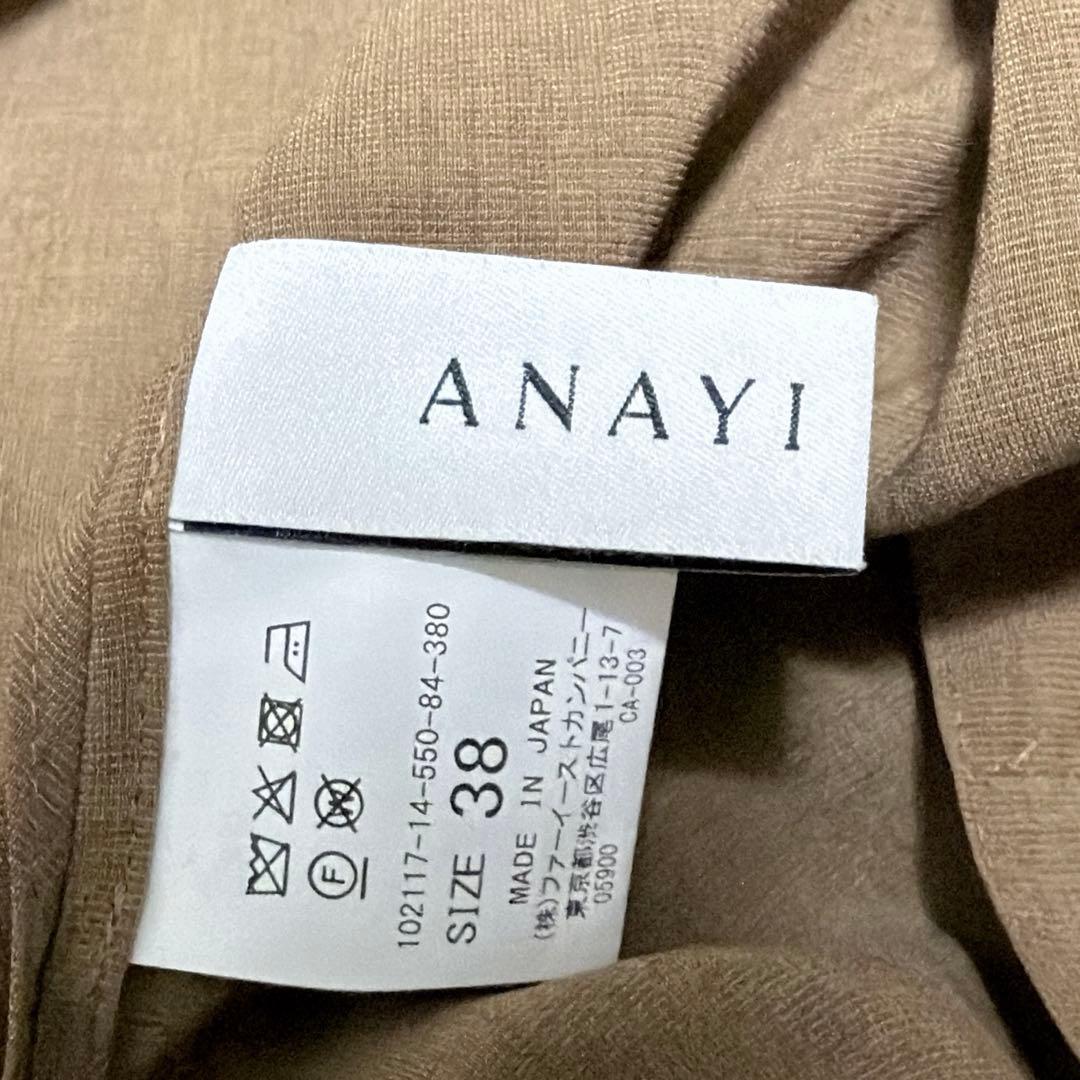 ANAYI
102117-14-550-84-380
SIZE 38
MADE IN JAPAN
(株)ファーイーストカンパニー
東京都渋谷区広尾1-13-7
05900 CA-003
F
W